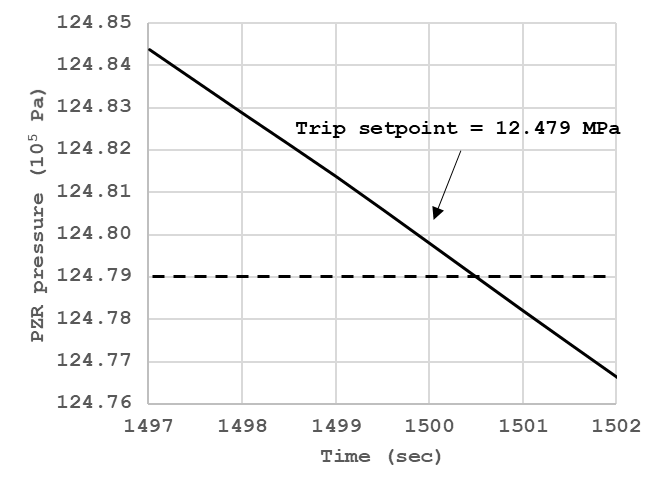 124.85
124.84
124.83
124.82
124.81
124.80
124.79
124.78
124.77
124.76
PZR pressure (10⁵ Pa)
Trip setpoint = 12.479 MPa
1497 1498 1499 1500 1501 1502
Time (sec)